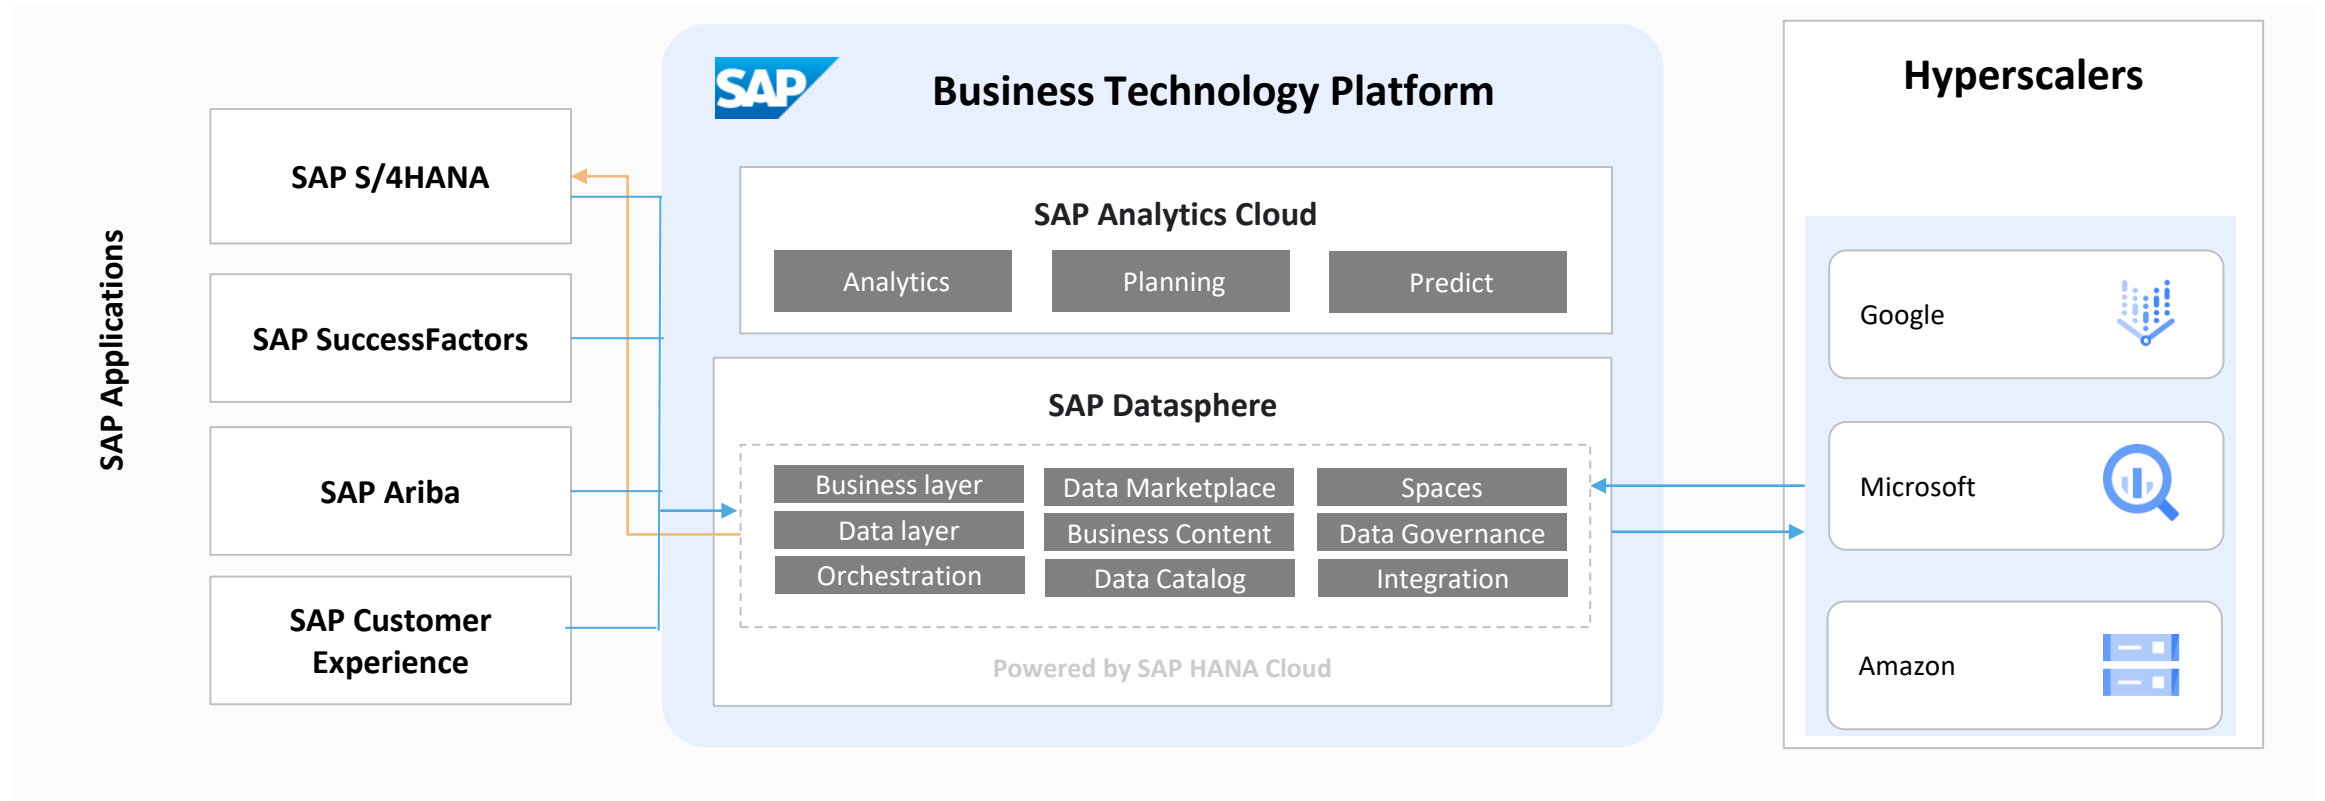 SAP Applications
SAP S/4HANA
SAP SuccessFactors
SAP Ariba
SAP Customer
Experience
SAP
Business Technology Platform
SAP Analytics Cloud
Analytics
Planning
Predict
SAP Datasphere
Business layer
Data Marketplace
Spaces
Data layer
Business Content
Data Governance
Orchestration
Data Catalog
Integration
Powered by SAP HANA Cloud
Hyperscalers
Google
Microsoft
Amazon